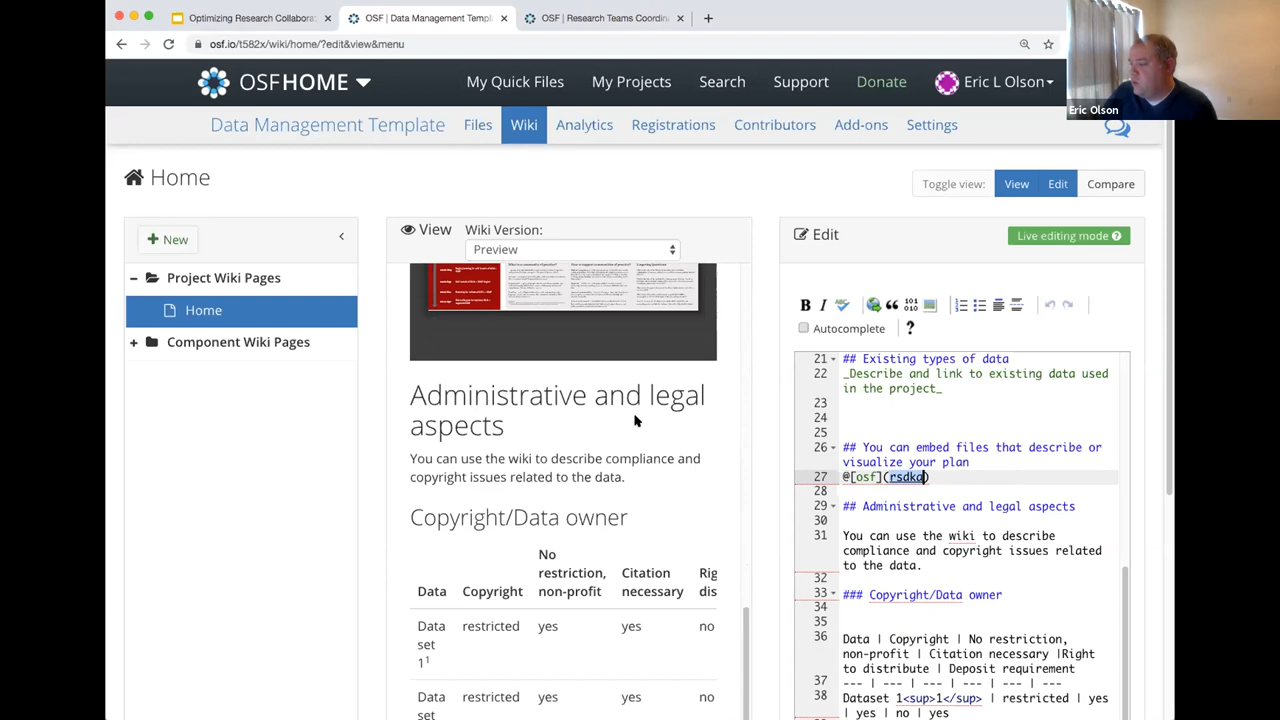 Optimizing Research Collabora
OSF | Data Management Templa
OSF | Research Teams Coordina
osf.io/t582x/wiki/home/?edit&view&menu
OSFHOME
My Quick Files
My Projects
Search
Support
Donate
Eric L Olson
Eric Olson
Data Management Template
Files
Wiki
Analytics
Registrations
Contributors
Add-ons
Settings
Home
Toggle view:
View
Edit
Compare
New
Project Wiki Pages
Home
Component Wiki Pages
View
Wiki Version:
Preview
Administrative and legal
aspects
You can use the wiki to describe compliance and
copyright issues related to the data.
Copyright/Data owner
Data Copyright No restriction, non-profit Citation necessary Rig dis
Data set 1¹ restricted yes yes no
Data set restricted yes yes no
Edit
Live editing mode
B I
101 010
Autocomplete
?
21 ## Existing types of data
22 _Describe and link to existing data used
in the project_
23
24
25
26 ## You can embed files that describe or
visualize your plan
27 @[osf](rsdka)
28
29 ## Administrative and legal aspects
30
31 You can use the wiki to describe
compliance and copyright issues related
to the data.
32
33 ### Copyright/Data owner
34
35
36 Data | Copyright | No restriction,
non-profit | Citation necessary |Right
to distribute | Deposit requirement
37 --- | --- | --- | --- | --- | ---
38 Dataset 1<sup>1</sup> | restricted | yes
| yes | no | yes